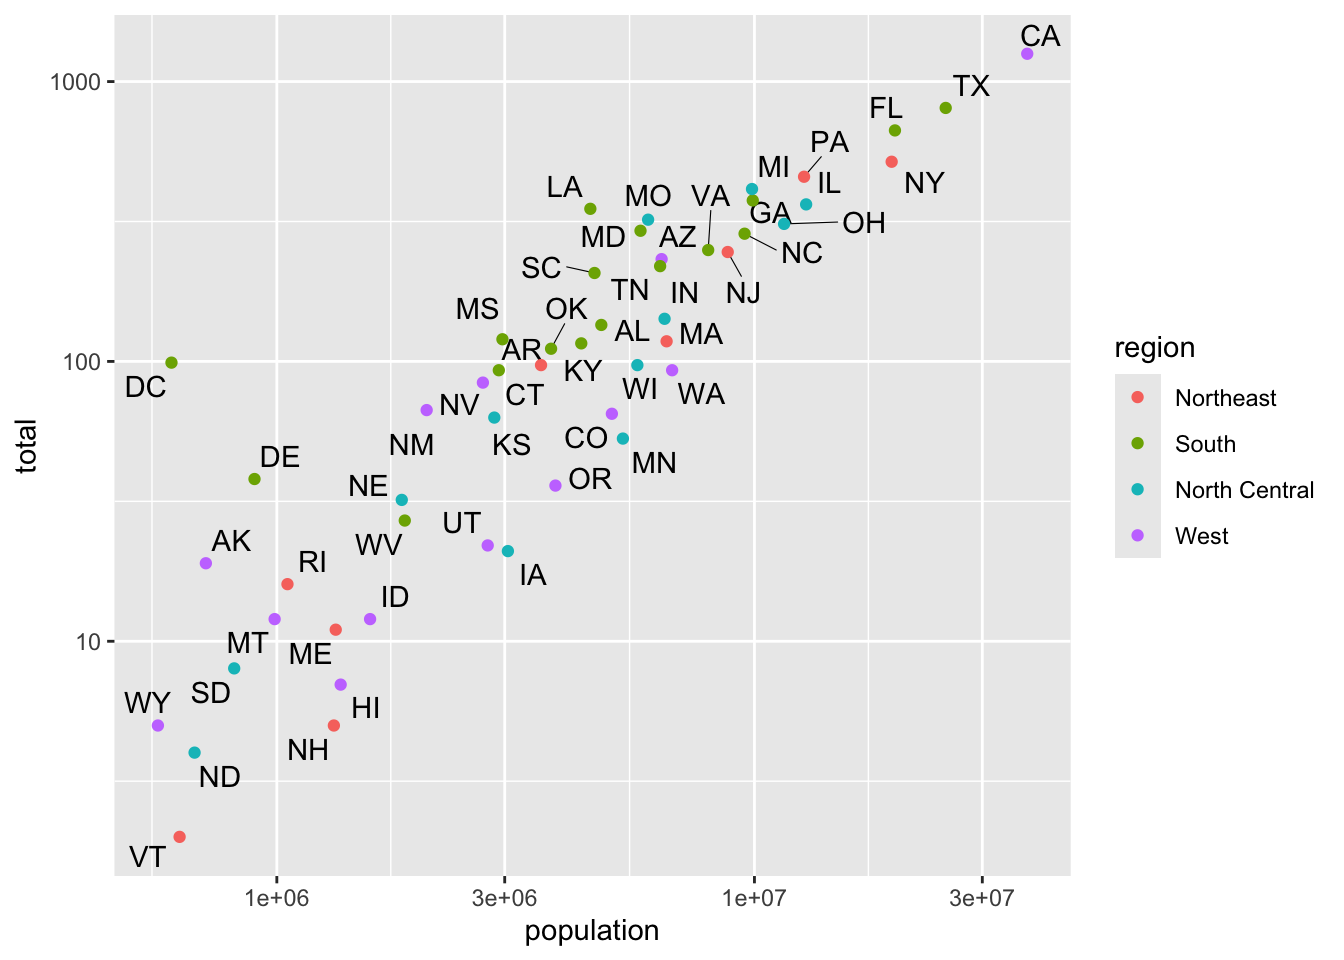 CA
1000
TX
FL
PA
MI
IL
NY
LA
MO
VA
GA
OH
MD
AZ
NC
SC
TN
IN
NJ
MS
OK
AL
MA
region
AR
100
KY
DC
CT
WI
WA
Northeast
NV
total
NM
KS
CO
South
DE
MN
NE
OR
North Central
UT
West
AK
WV
RI
IA
ID
10
MT
ME
SD
WY
HI
NH
ND
VT
1e+06
3e+06
1e+07
3e+07
population